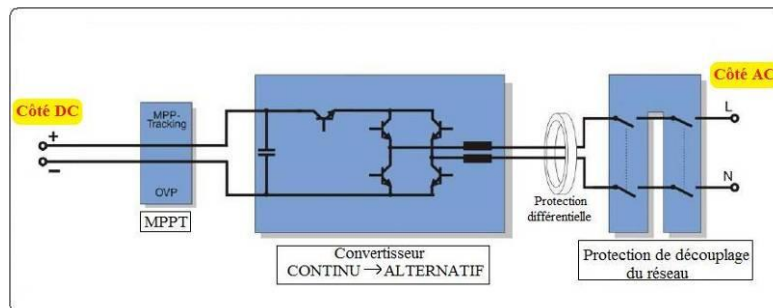 Côté DC
+
−
MPP-
Tracking
OVP
MPPT
Convertisseur
CONTINU → ALTERNATIF
Protection
différentielle
Côté AC
L
N
Protection de découplage
du réseau